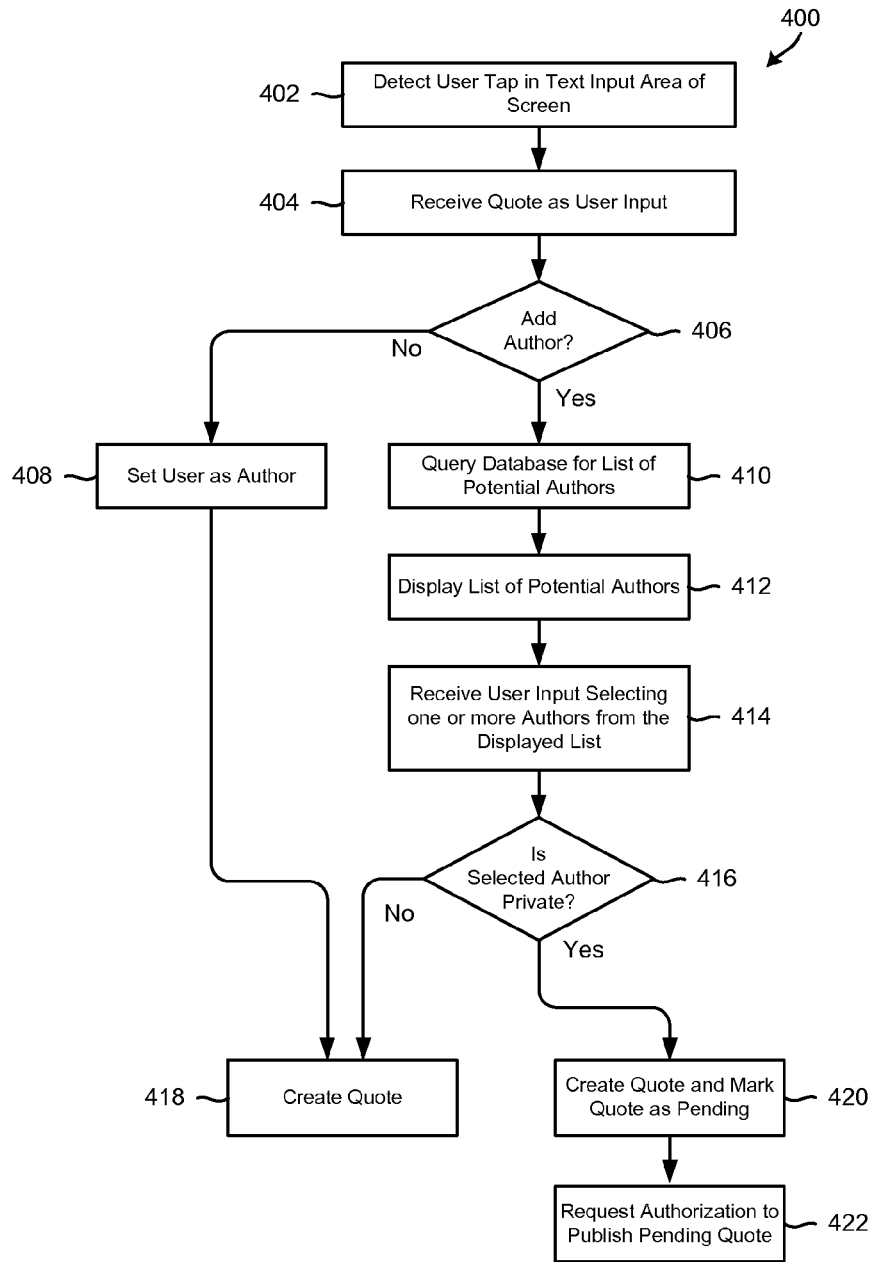 400
402
Detect User Tap in Text Input Area of
Screen
404
Receive Quote as User Input
Add
Author?
406
No
Yes
408
Set User as Author
Query Database for List of
Potential Authors
410
Display List of Potential Authors
412
Receive User Input Selecting
one or more Authors from the
Displayed List
414
Is
Selected Author
Private?
416
No
Yes
418
Create Quote
Create Quote and Mark
Quote as Pending
420
Request Authorization to
Publish Pending Quote
422